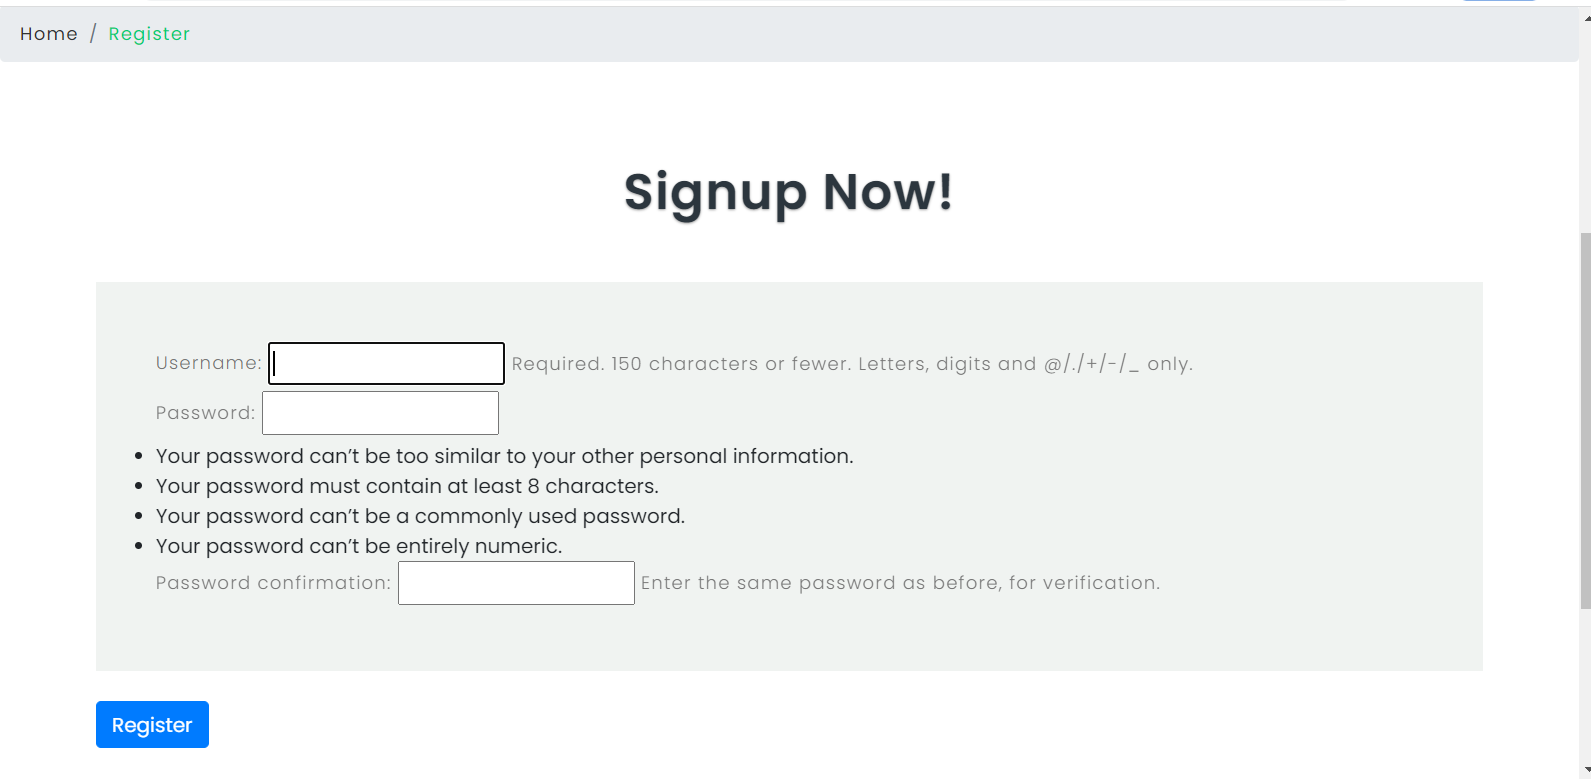 Home / Register
Signup Now!
Username: Required. 150 characters or fewer. Letters, digits and @/./+/-/_ only.
Password:
• Your password can’t be too similar to your other personal information.
• Your password must contain at least 8 characters.
• Your password can’t be a commonly used password.
• Your password can’t be entirely numeric.
Password confirmation: Enter the same password as before, for verification.
Register